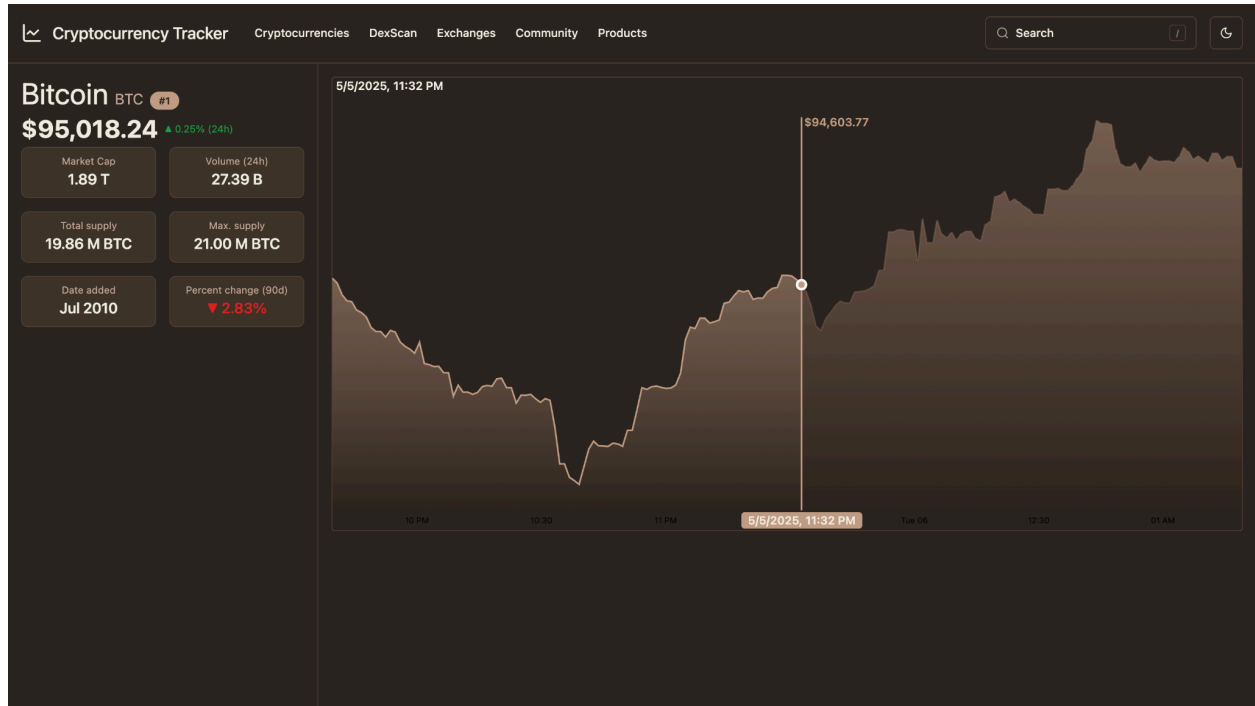 Cryptocurrency Tracker Cryptocurrencies DexScan Exchanges Community Products Search /
Bitcoin BTC #1
$95,018.24 ▲ 0.25% (24h)
Market Cap
1.89 T
Volume (24h)
27.39 B
Total supply
19.86 M BTC
Max. supply
21.00 M BTC
Date added
Jul 2010
Percent change (90d)
▼ 2.83%
5/5/2025, 11:32 PM
$94,603.77
10 PM 10:30 11 PM 5/5/2025, 11:32 PM Tue 06 12:30 01 AM